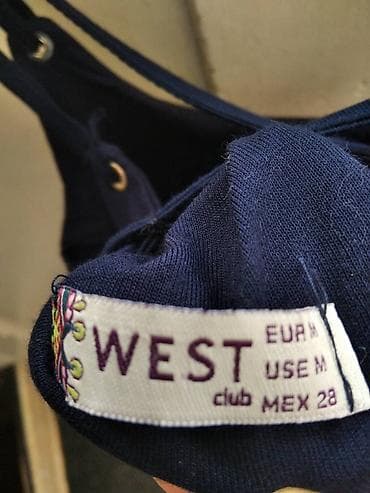 WEST
club
EUR M
USE M
MEX 28